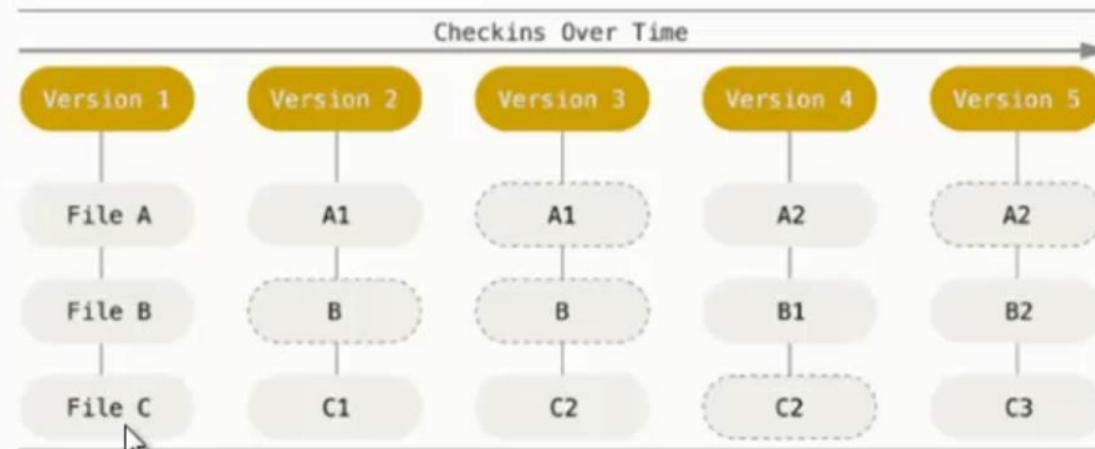 Checkins Over Time
Version 1 Version 2 Version 3 Version 4 Version 5
File A A1 A1 A2 A2
File B B B B1 B2
File C C1 C2 C2 C3